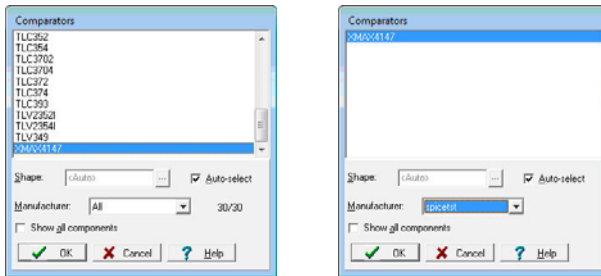 Comparators
TLC352
TLC354
TLC3702
TLC3704
TLC372
TLC374
TLC393
TLV2352I
TLV2354I
TLV349
XMAX4147
Shape: <Auto> ... Auto-select
Manufacturer: All 30/30
Show all components
OK Cancel Help
Comparators
XMAX4147
Shape: <Auto> ... Auto-select
Manufacturer: spicetst
Show all components
OK Cancel Help